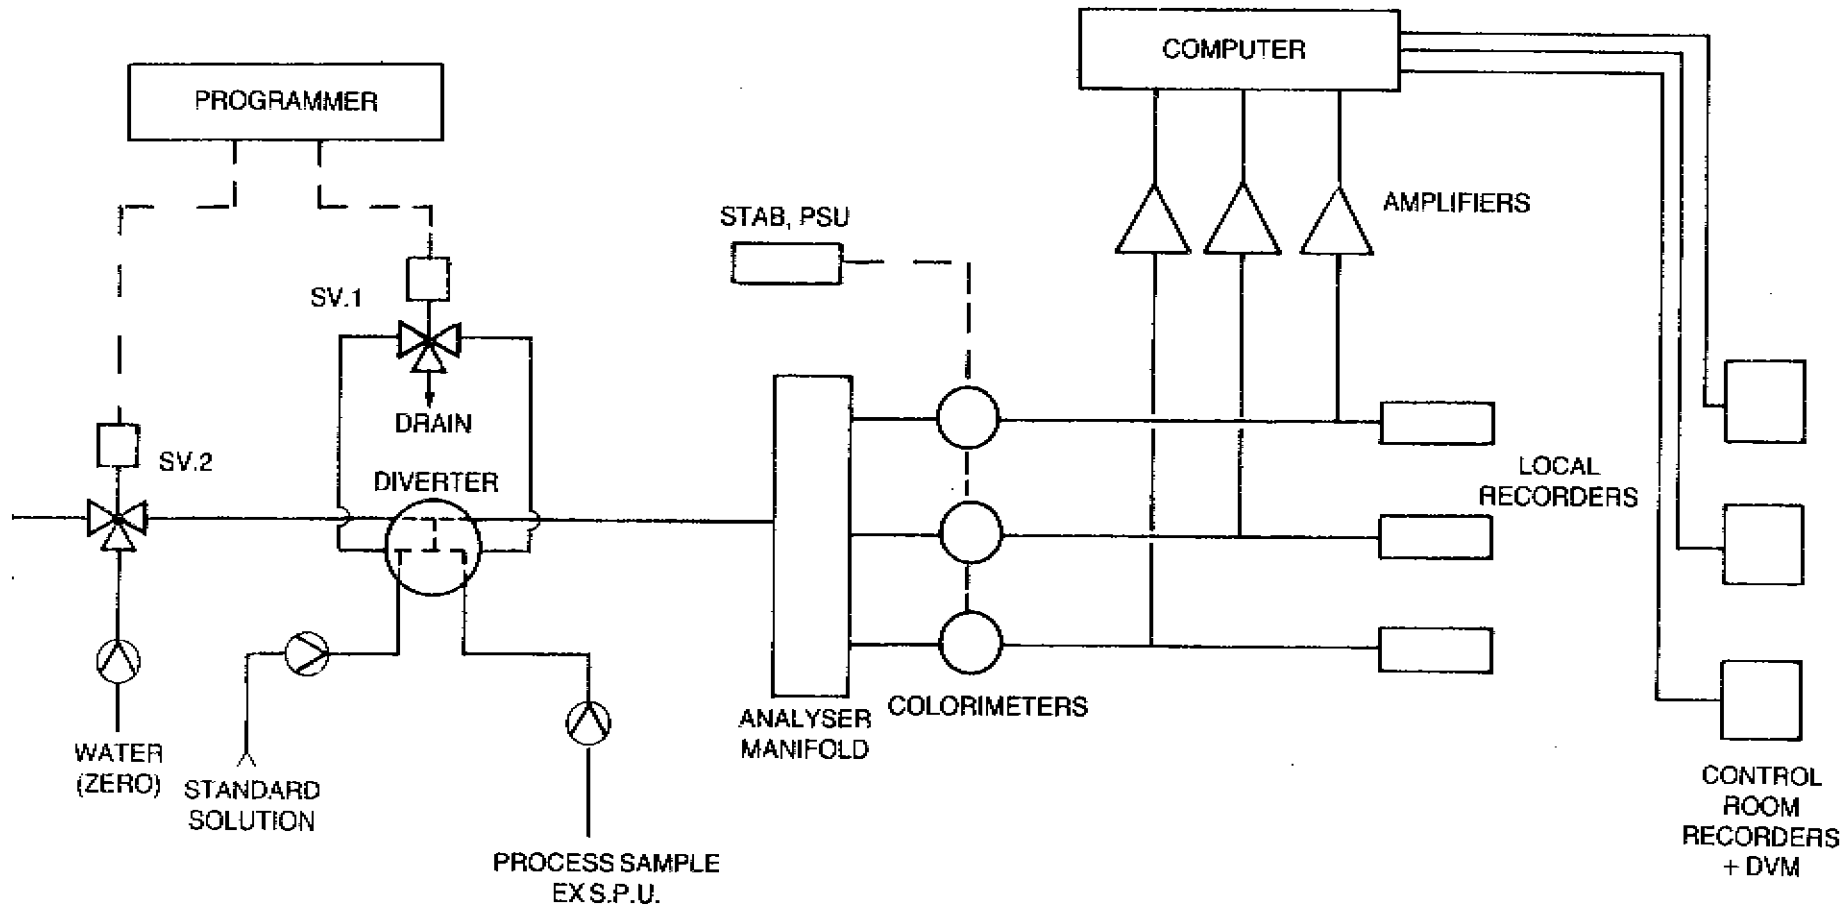 COMPUTER
PROGRAMMER
AMPLIFIERS
STAB, PSU
SV.1
DRAIN
SV.2
DIVERTER
LOCAL
RECORDERS
ANALYSER
MANIFOLD
COLORIMETERS
WATER
(ZERO)
STANDARD
SOLUTION
PROCESS SAMPLE
EX S.P.U.
CONTROL
ROOM
RECORDERS
+ DVM